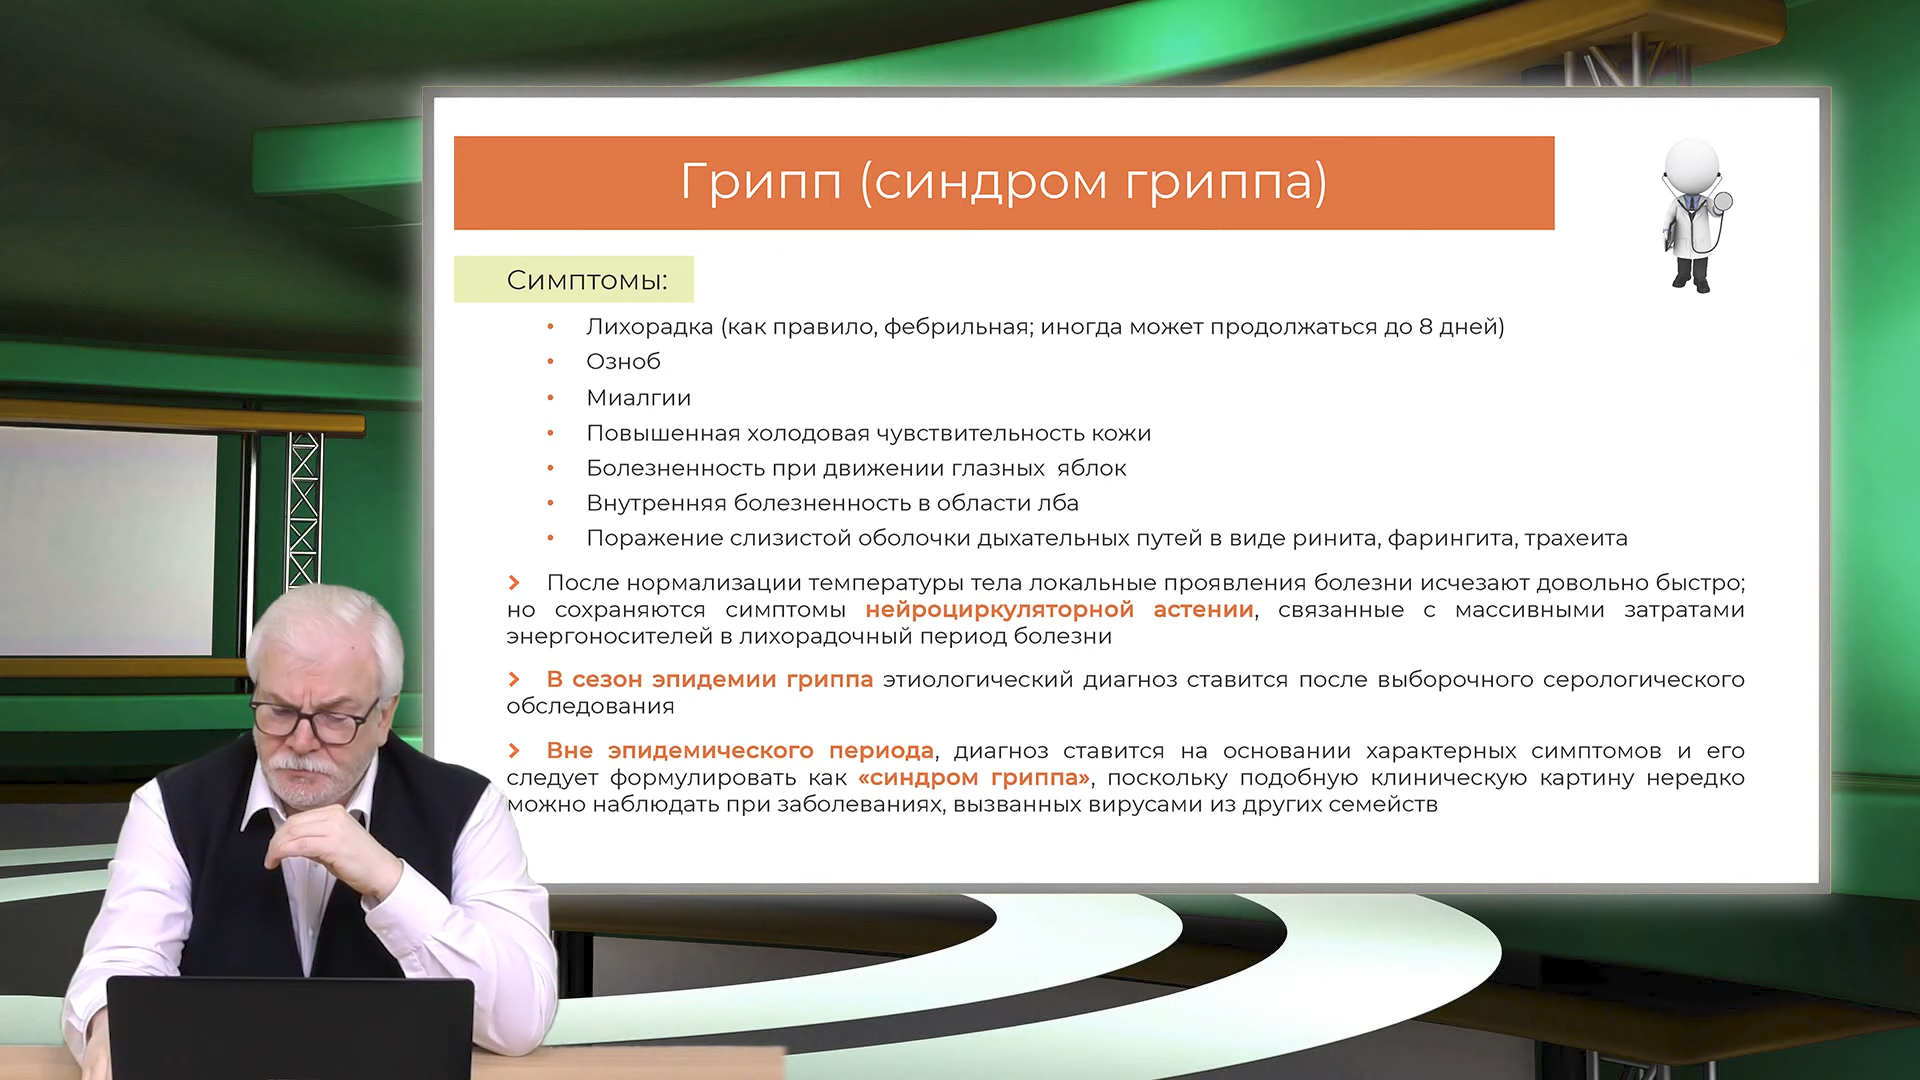 Грипп (синдром гриппа)
Симптомы:
• Лихорадка (как правило, фебрильная; иногда может продолжаться до 8 дней)
• Озноб
• Миалгии
• Повышенная холодовая чувствительность кожи
• Болезненность при движении глазных яблок
• Внутренняя болезненность в области лба
• Поражение слизистой оболочки дыхательных путей в виде ринита, фарингита, трахеита
После нормализации температуры тела локальные проявления болезни исчезают довольно быстро;
но сохраняются симптомы нейроциркуляторной астении, связанные с массивными затратами
энергоносителей в лихорадочный период болезни
В сезон эпидемии гриппа этиологический диагноз ставится после выборочного серологического
обследования
Вне эпидемического периода, диагноз ставится на основании характерных симптомов и его
следует формулировать как «синдром гриппа», поскольку подобную клиническую картину нередко
можно наблюдать при заболеваниях, вызванных вирусами из других семейств